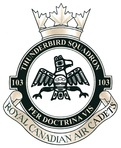 THUNDERBIRD SQUADRON
103 103
PER DOCTRINA VIS
ROYAL CANADIAN AIR CADETS